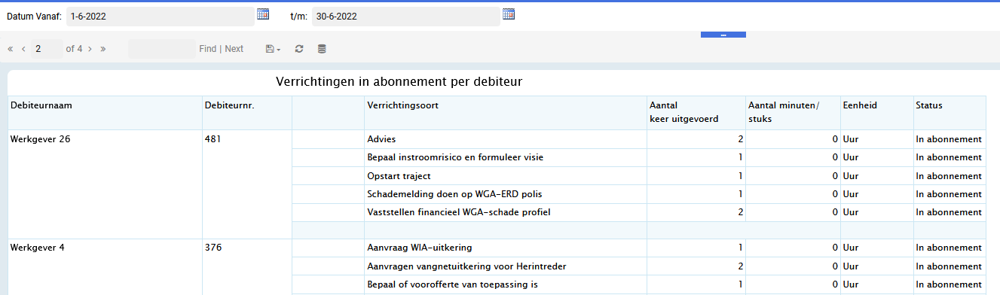 Datum Vanaf: 1-6-2022 t/m: 30-6-2022
2 of 4 Find | Next
Verrichtingen in abonnement per debiteur
Debiteurnaam Debiteurnr. Verrichtingsoort Aantal keer uitgevoerd Aantal minuten/ stuks Eenheid Status
Werkgever 26 481 Advies 2 0 Uur In abonnement
Bepaal instroomrisico en formuleer visie 1 0 Uur In abonnement
Opstart traject 1 0 Uur In abonnement
Schademelding doen op WGA-ERD polis 1 0 Uur In abonnement
Vaststellen financieel WGA-schade profiel 2 0 Uur In abonnement
Werkgever 4 376 Aanvraag WIA-uitkering 1 0 Uur In abonnement
Aanvragen vangnetuitkering voor Herintreder 2 0 Uur In abonnement
Bepaal of voorofferte van toepassing is 1 0 Uur In abonnement